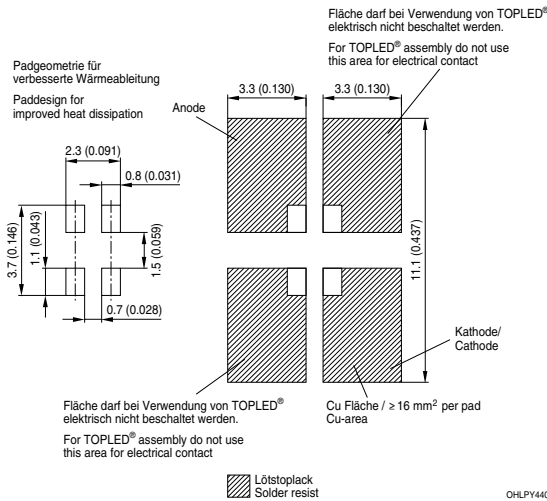 Fläche darf bei Verwendung von TOPLED®
elektrisch nicht beschaltet werden.
For TOPLED® assembly do not use
this area for electrical contact
Padgeometrie für
verbesserte Wärmeableitung
Paddesign for
improved heat dissipation
Anode
3.3 (0.130)
3.3 (0.130)
2.3 (0.091)
0.8 (0.031)
3.7 (0.146)
1.1 (0.043)
1.5 (0.059)
0.7 (0.028)
11.1 (0.437)
Kathode/
Cathode
Fläche darf bei Verwendung von TOPLED®
elektrisch nicht beschaltet werden.
For TOPLED® assembly do not use
this area for electrical contact
Cu Fläche / ≥ 16 mm² per pad
Cu-area
Lötstoplack
Solder resist
OHLPY440